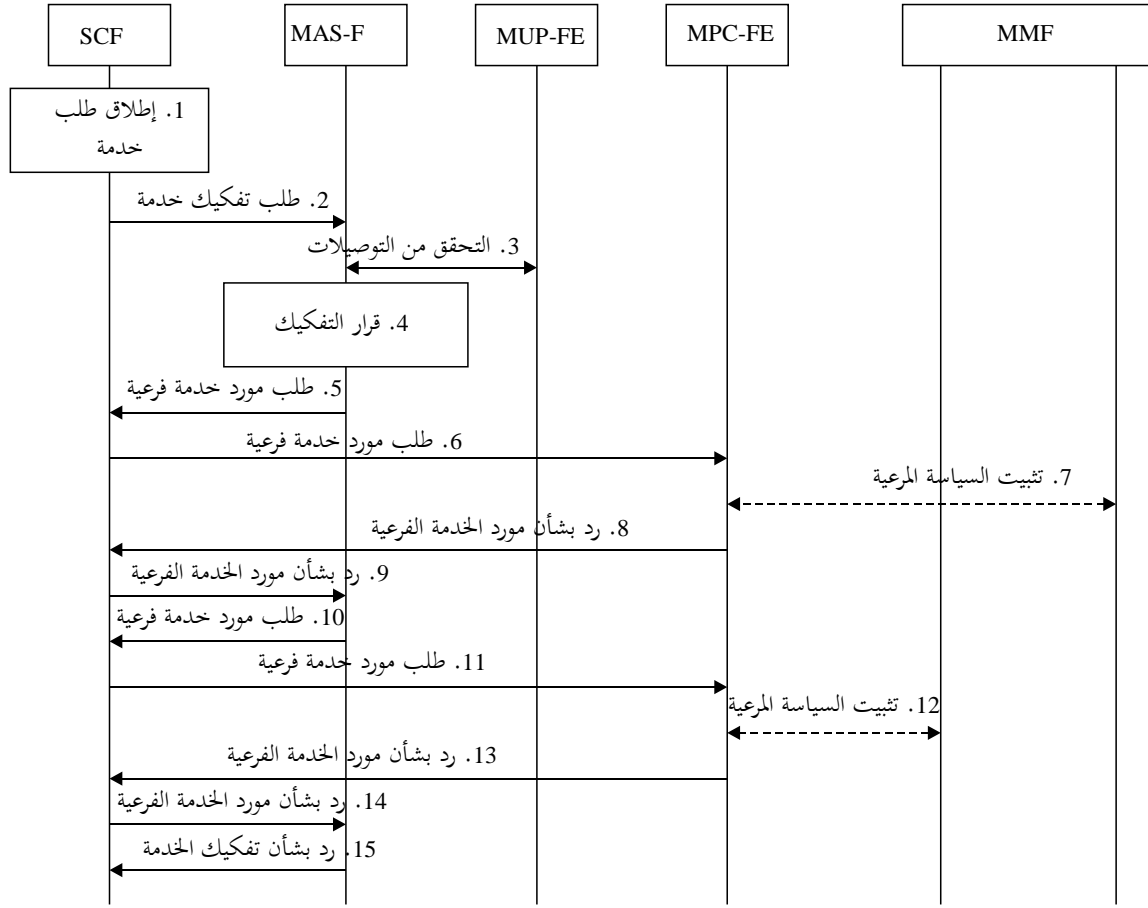 SCF
MAS-F
MUP-FE
MPC-FE
MMF
1. إطلاق طلب
خدمة
2. طلب تفكيك خدمة
3. التحقق من التوصيلات
4. قرار التفكيك
5. طلب مورد خدمة فرعية
6. طلب مورد خدمة فرعية
7. تثبيت السياسة المرعية
8. رد بشأن مورد الخدمة الفرعية
9. رد بشأن مورد الخدمة الفرعية
10. طلب مورد خدمة فرعية
11. طلب مورد خدمة فرعية
12. تثبيت السياسة المرعية
13. رد بشأن مورد الخدمة الفرعية
14. رد بشأن مورد الخدمة الفرعية
15. رد بشأن تفكيك الخدمة